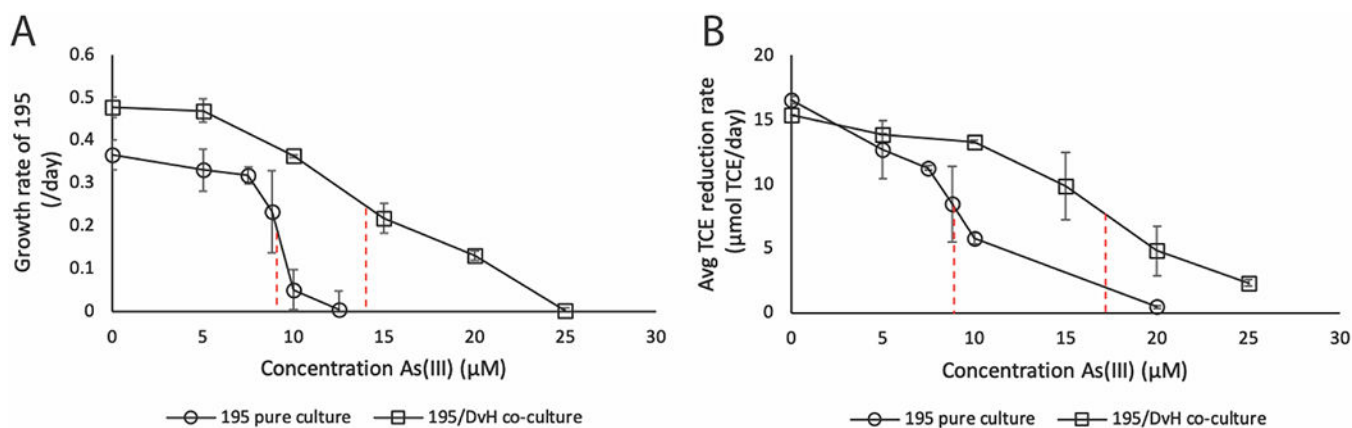 A
Growth rate of 195
(/day)
0.6
0.5
0.4
0.3
0.2
0.1
0
0 5 10 15 20 25 30
Concentration As(III) (μM)
195 pure culture 195/DvH co-culture
B
Avg TCE reduction rate
(μmol TCE/day)
20
15
10
5
0
0 5 10 15 20 25 30
Concentration As(III) (μM)
195 pure culture 195/DvH co-culture